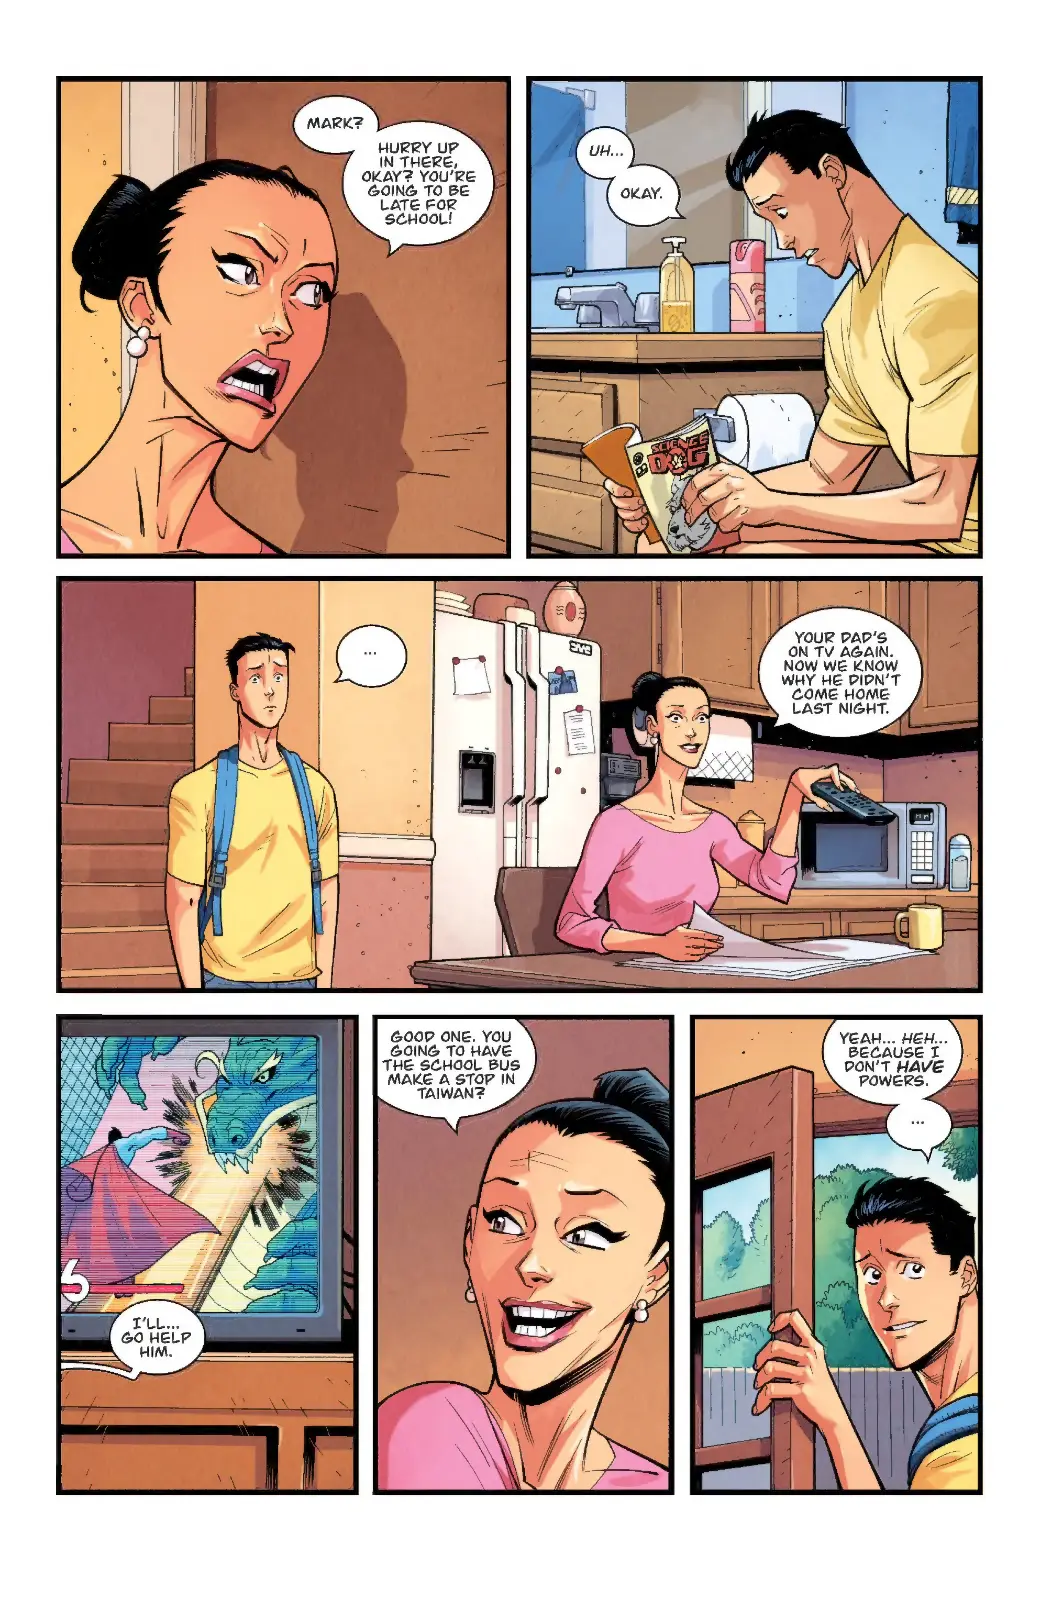 MARK?
HURRY UP
IN THERE,
OKAY? YOU'RE
GOING TO BE
LATE FOR
SCHOOL!
UH...
OKAY.
SCIENCE
DOG
...
YOUR DAD'S
ON TV AGAIN.
NOW WE KNOW
WHY HE DIDN'T
COME HOME
LAST NIGHT.
6
I'LL...
GO HELP
HIM.
GOOD ONE. YOU
GOING TO HAVE
THE SCHOOL BUS
MAKE A STOP IN
TAIWAN?
YEAH... HEH...
BECAUSE I
DON'T HAVE
POWERS.
...